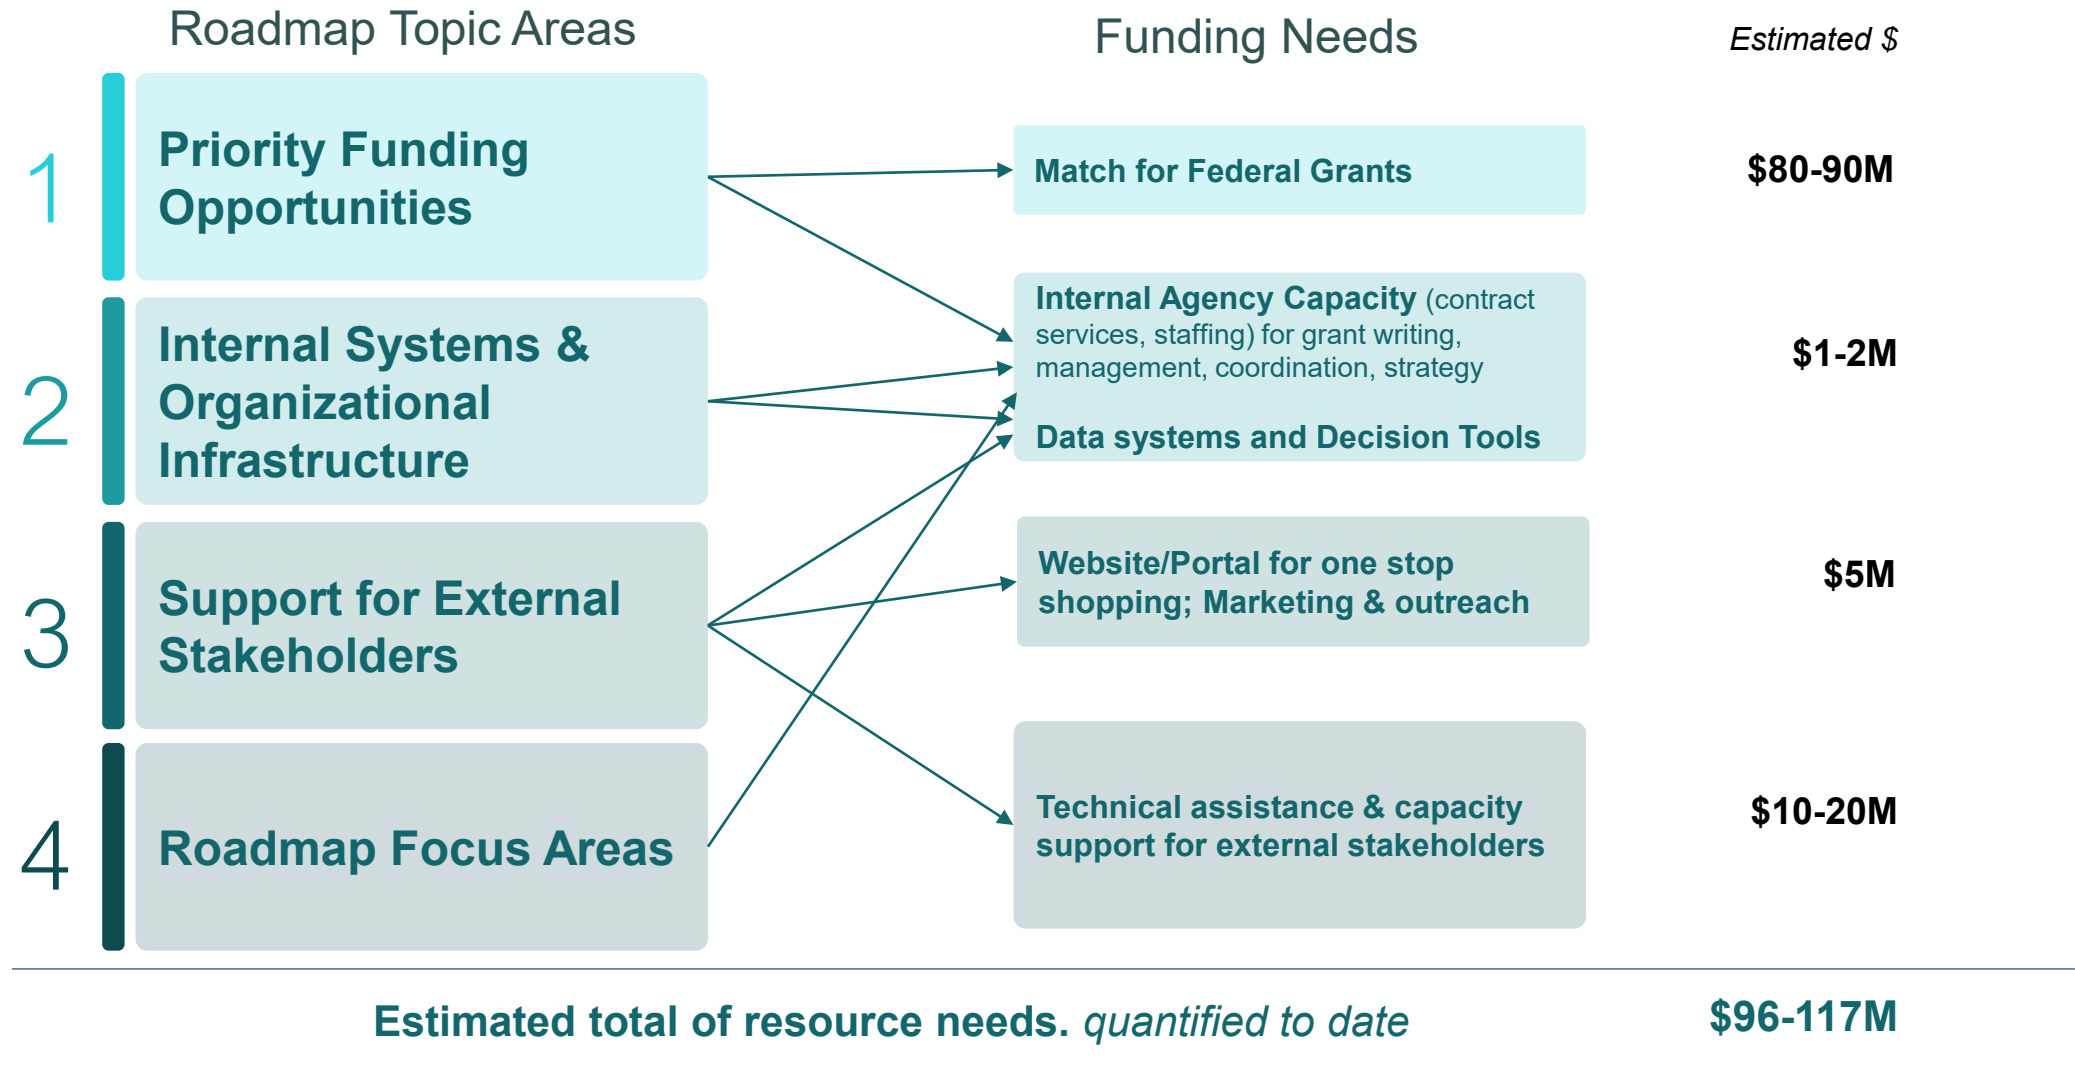 Roadmap Topic Areas
Funding Needs
Estimated $
1
Priority Funding
Opportunities
Match for Federal Grants
$80-90M
2
Internal Systems &
Organizational
Infrastructure
Internal Agency Capacity (contract
services, staffing) for grant writing,
management, coordination, strategy
Data systems and Decision Tools
$1-2M
3
Support for External
Stakeholders
Website/Portal for one stop
shopping; Marketing & outreach
$5M
4
Roadmap Focus Areas
Technical assistance & capacity
support for external stakeholders
$10-20M
Estimated total of resource needs. quantified to date
$96-117M